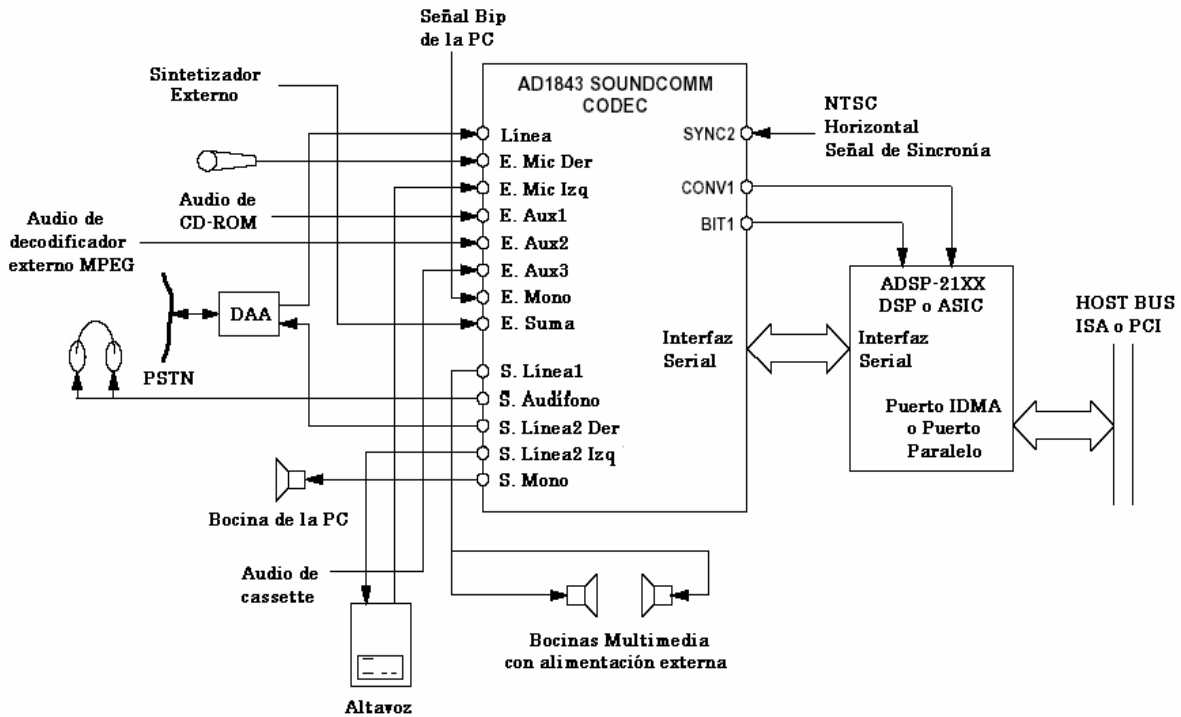 Señal Bip
de la PC
Sintetizador
Externo
AD1843 SOUNDCOMM
CODEC
Línea
E. Mic Der
E. Mic Izq
E. Aux1
E. Aux2
E. Aux3
E. Mono
E. Suma
S. Línea1
S. Audífono
S. Línea2 Der
S. Línea2 Izq
S. Mono
SYNC2
CONV1
BIT1
Interfaz
Serial
NTSC
Horizontal
Señal de Sincronía
Audio de
CD-ROM
Audio de
decodificador
externo MPEG
DAA
PSTN
ADSP-21XX
DSP o ASIC
Interfaz
Serial
Puerto IDMA
o Puerto
Paralelo
HOST BUS
ISA o PCI
Bocina de la PC
Audio de
cassette
Altavoz
Bocinas Multimedia
con alimentación externa